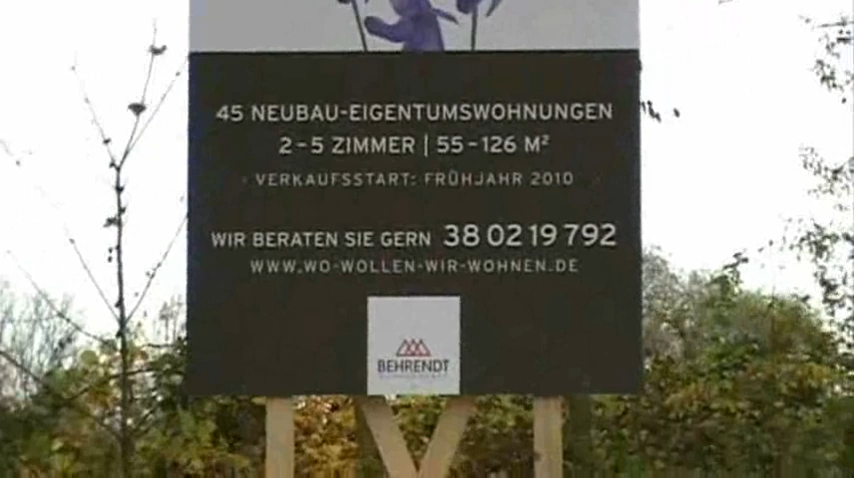 45 NEUBAU-EIGENTUMSWOHNUNGEN
2-5 ZIMMER | 55-126 M²
VERKAUFSSTART: FRÜHJAHR 2010
WIR BERATEN SIE GERN 38 02 19 792
WWW.WO-WOLLEN-WIR-WOHNEN.DE
BEHRENDT